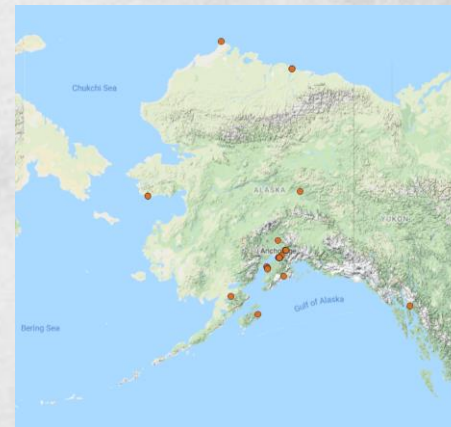 Chukchi Sea
ALASKA
YUKON
Anchorage
Gulf of Alaska
Bering Sea